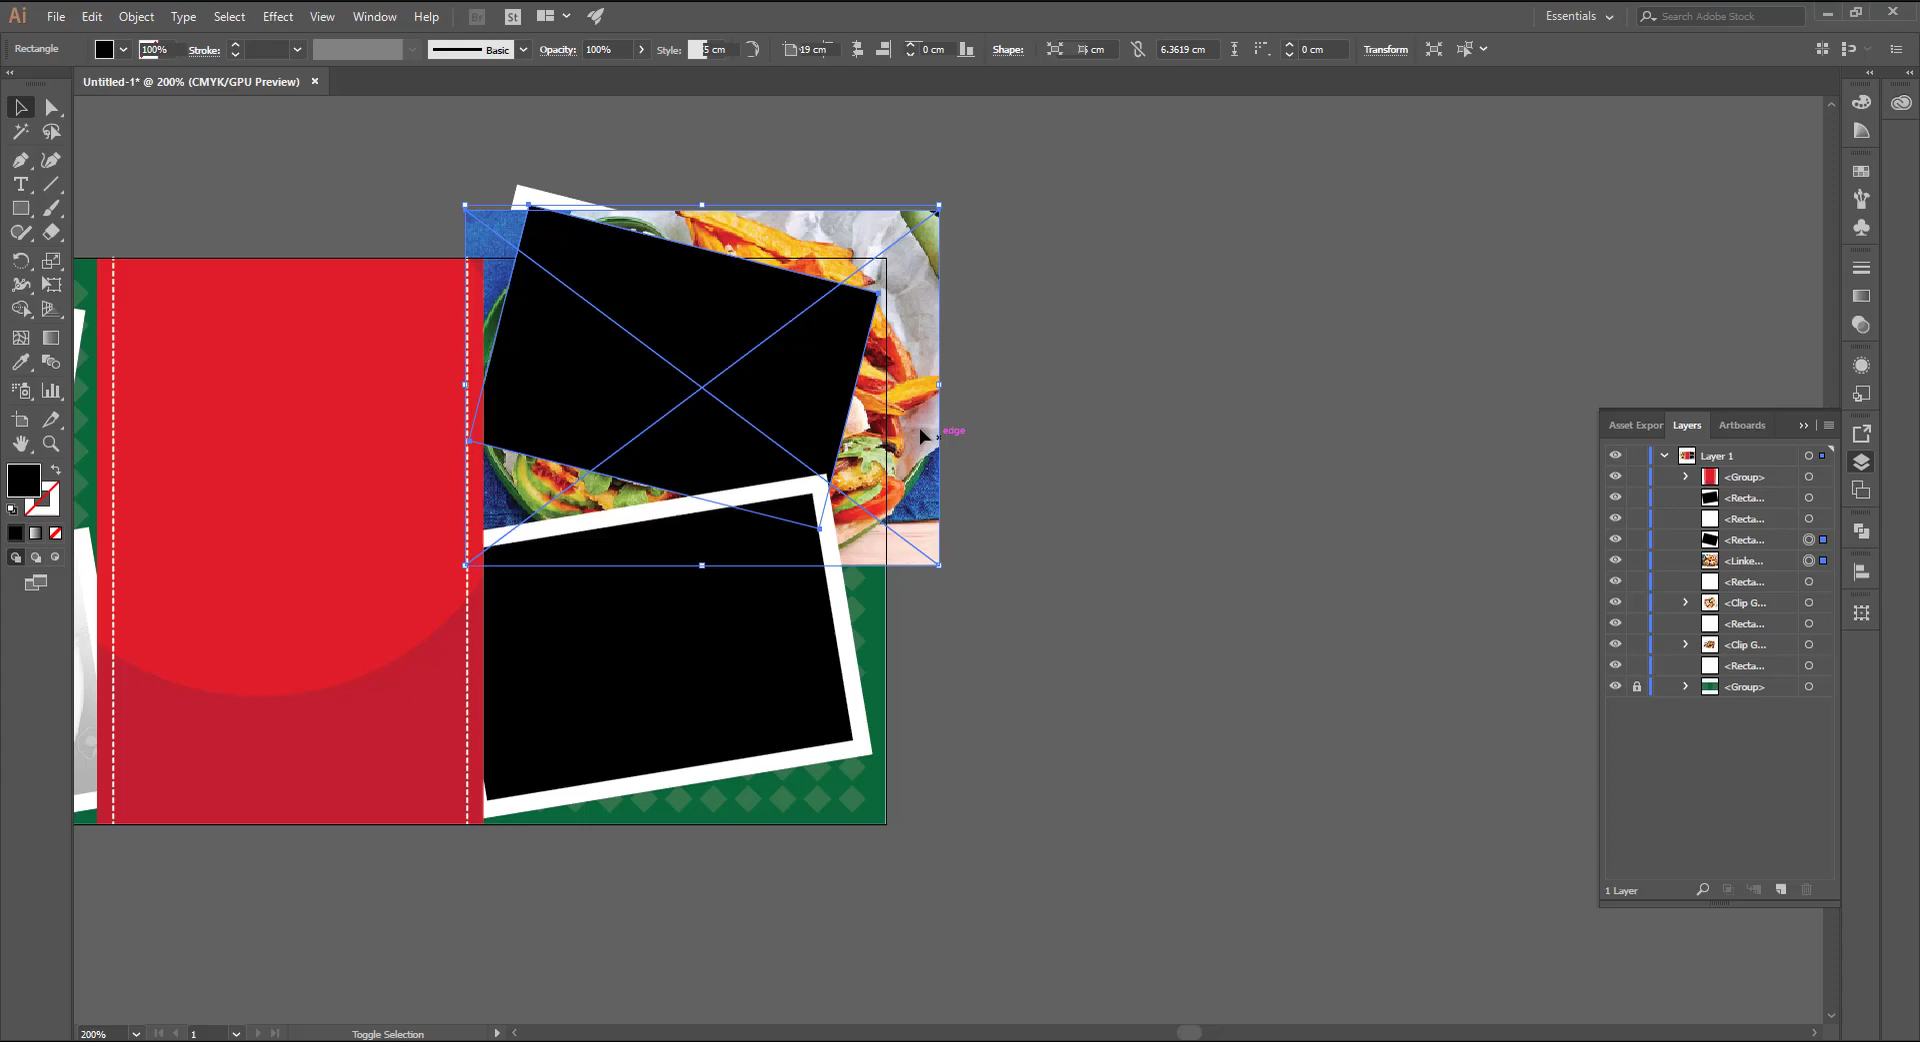 Ai File Edit Object Type Select Effect View Window Help Br St Essentials Search Adobe Stock
Rectangle 100% Stroke: Basic Opacity: 100% Style: 5 cm 19 cm 0 cm Shape: cm 6.3619 cm 0 cm Transform
Untitled-1* @ 200% (CMYK/GPU Preview)
edge
Asset Expor Layers Artboards
Layer 1
<Group>
<Recta...
<Recta...
<Recta...
<Linke...
<Recta...
<Clip G...
<Recta...
<Clip G...
<Recta...
<Group>
1 Layer
200% 1 Toggle Selection